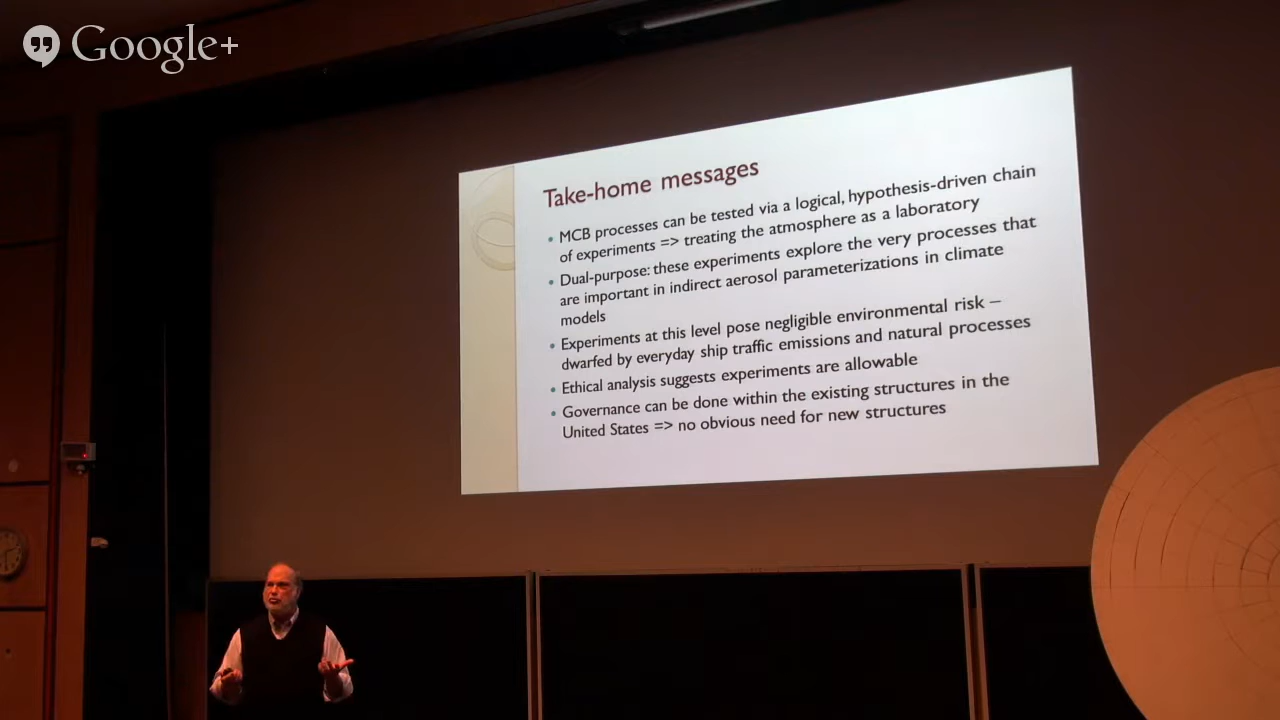 Google+
Take-home messages
• MCB processes can be tested via a logical, hypothesis-driven chain
of experiments => treating the atmosphere as a laboratory
• Dual-purpose: these experiments explore the very processes that
are important in indirect aerosol parameterizations in climate
models
• Experiments at this level pose negligible environmental risk –
dwarfed by everyday ship traffic emissions and natural processes
• Ethical analysis suggests experiments are allowable
• Governance can be done within the existing structures in the
United States => no obvious need for new structures